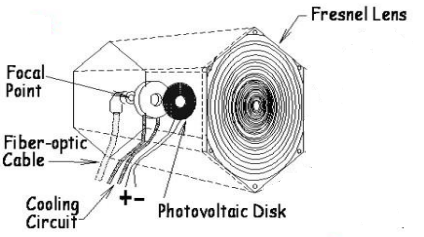 Fresnel Lens
Focal
Point
Fiber-optic
Cable
Cooling
Circuit
+-
Photovoltaic Disk